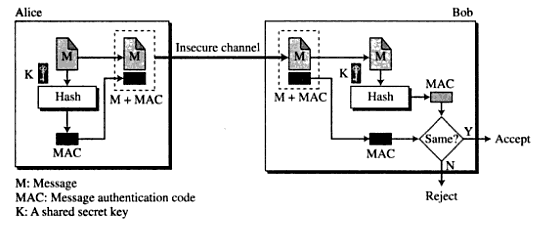 Alice
Bob
M
M
K
Hash
MAC
M + MAC
Insecure channel
M
M
K
Hash
MAC
M + MAC
MAC
Same?
Y
Accept
N
Reject
M: Message
MAC: Message authentication code
K: A shared secret key